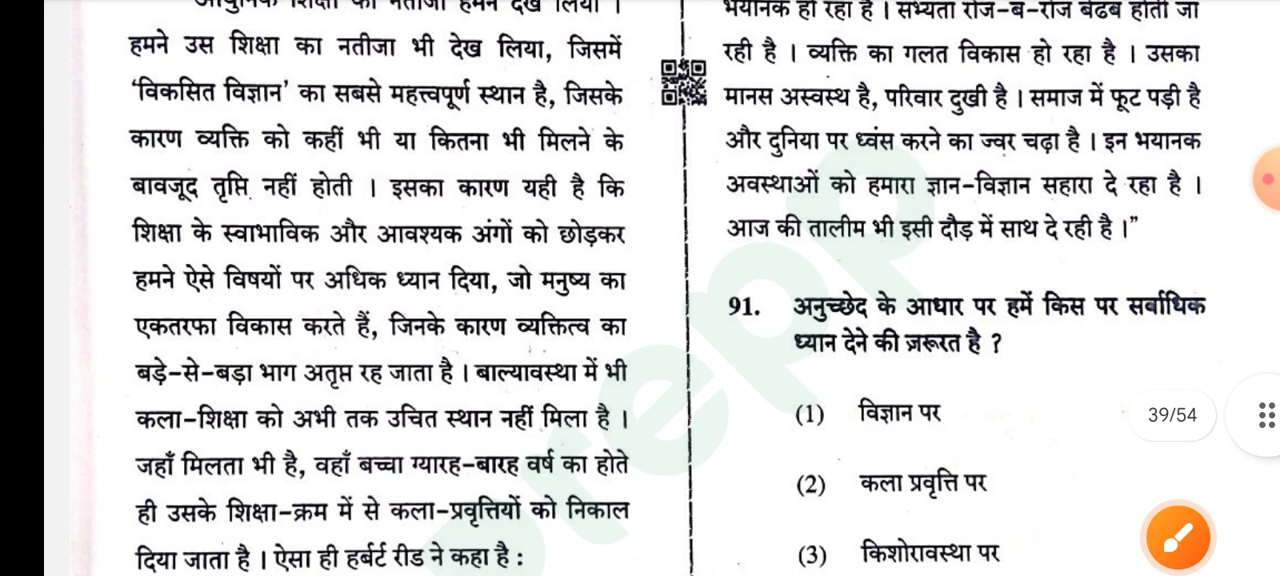 आधुनिक शिक्षा का नतीजा हमने देख लिया ।
हमने उस शिक्षा का नतीजा भी देख लिया, जिसमें
‘विकसित विज्ञान’ का सबसे महत्त्वपूर्ण स्थान है, जिसके
कारण व्यक्ति को कहीं भी या कितना भी मिलने के
बावजूद तृप्ति नहीं होती । इसका कारण यही है कि
शिक्षा के स्वाभाविक और आवश्यक अंगों को छोड़कर
हमने ऐसे विषयों पर अधिक ध्यान दिया, जो मनुष्य का
एकतरफा विकास करते हैं, जिनके कारण व्यक्तित्व का
बड़े-से-बड़ा भाग अतृप्त रह जाता है । बाल्यावस्था में भी
कला-शिक्षा को अभी तक उचित स्थान नहीं मिला है ।
जहाँ मिलता भी है, वहाँ बच्चा ग्यारह-बारह वर्ष का होते
ही उसके शिक्षा-क्रम में से कला-प्रवृत्तियों को निकाल
दिया जाता है । ऐसा ही हर्बर्ट रीड ने कहा है :
भयानक हो रहा है । सभ्यता रोज-ब-रोज बेढब होती जा
रही है । व्यक्ति का गलत विकास हो रहा है । उसका
मानस अस्वस्थ है, परिवार दुखी है । समाज में फूट पड़ी है
और दुनिया पर ध्वंस करने का ज्वर चढ़ा है । इन भयानक
अवस्थाओं को हमारा ज्ञान-विज्ञान सहारा दे रहा है ।
आज की तालीम भी इसी दौड़ में साथ दे रही है ।”
91. अनुच्छेद के आधार पर हमें किस पर सर्वाधिक
ध्यान देने की ज़रूरत है ?
(1) विज्ञान पर
(2) कला प्रवृत्ति पर
(3) किशोरावस्था पर
39/54
prepp